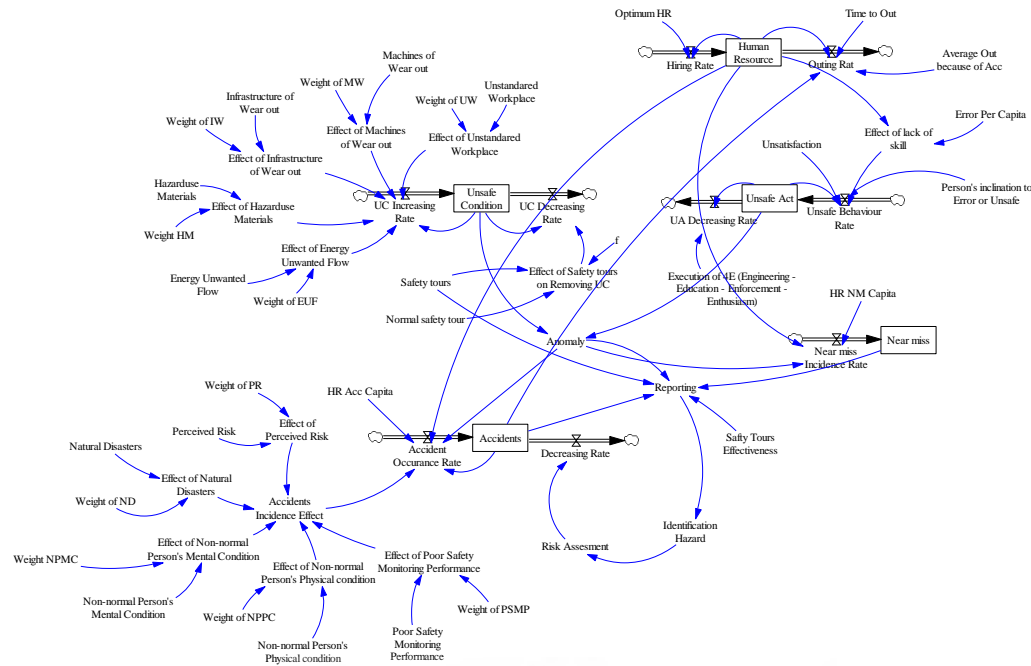 Optimum HR
Time to Out
Human
Resource
Hiring Rate
Outing Rat
Average Out
because of Acc
Machines of
Wear out
Weight of MW
Infrastructure of
Wear out
Weight of UW
Unstandared
Workplace
Weight of IW
Effect of Machines
of Wear out
Effect of Unstandared
Workplace
Error Per Capita
Effect of lack of
skill
Unsatisfaction
Effect of Infrastructure
of Wear out
Hazarduse
Materials
Effect of Hazarduse
Materials
Weight HM
UC Increasing
Rate
Unsafe
Condition
UC Decreasing
Rate
Unsafe Act
UA Decreasing Rate
Unsafe Behaviour
Rate
Person's inclination to
Error or Unsafe
Effect of Energy
Unwanted Flow
Energy Unwanted
Flow
Weight of EUF
f
Safety tours
Effect of Safety tours
on Removing UC
Normal safety tour
Execution of 4E (Engineering -
Education - Enforcement -
Enthusiasm)
HR NM Capita
Anomaly
Near miss
Incidence Rate
Near miss
Reporting
Weight of PR
HR Acc Capita
Perceived Risk
Effect of
Perceived Risk
Accident
Occurance Rate
Accidents
Decreasing Rate
Safty Tours
Effectiveness
Natural Disasters
Effect of Natural
Disasters
Weight of ND
Accidents
Incidence Effect
Identification
Hazard
Risk Assesment
Effect of Non-normal
Person's Mental Condition
Weight NPMC
Non-normal Person's
Mental Condition
Effect of Non-normal
Person's Physical condition
Weight of NPPC
Non-normal Person's
Physical condition
Effect of Poor Safety
Monitoring Performance
Weight of PSMP
Poor Safety
Monitoring
Performance